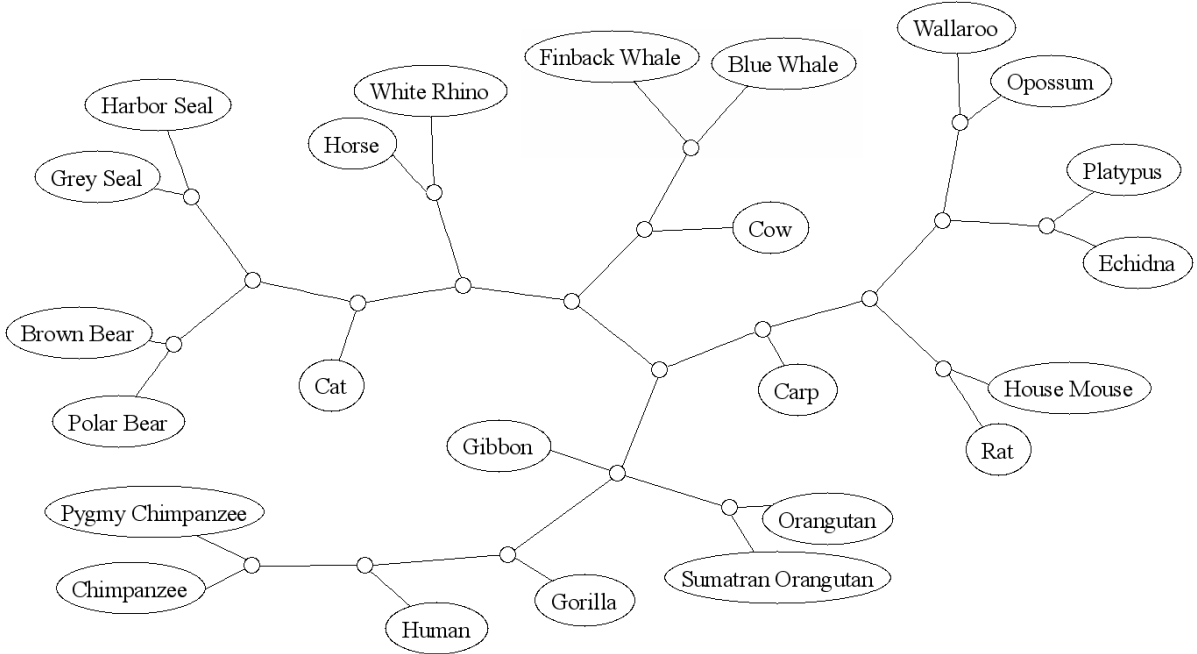 Wallaroo
Finback Whale
Blue Whale
Opossum
White Rhino
Harbor Seal
Horse
Platypus
Grey Seal
Cow
Echidna
Brown Bear
Cat
Carp
House Mouse
Polar Bear
Gibbon
Rat
Pygmy Chimpanzee
Orangutan
Sumatran Orangutan
Chimpanzee
Gorilla
Human